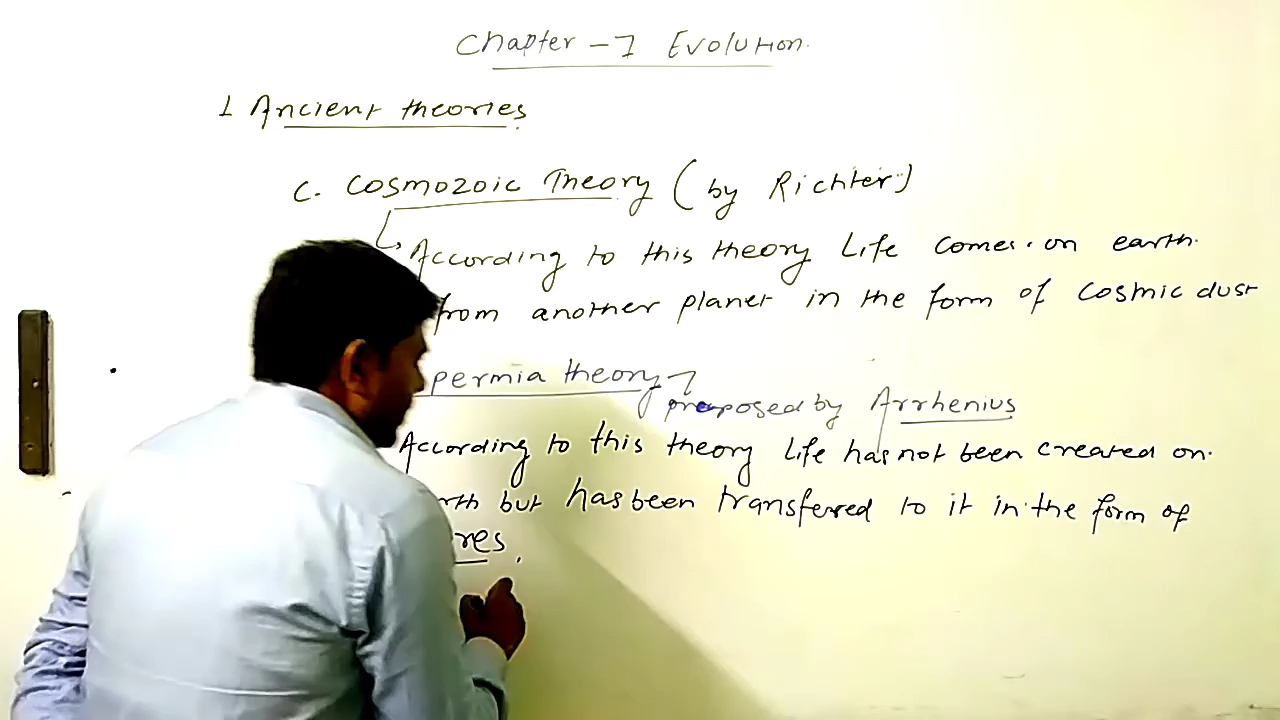 Chapter - 7 Evolution.
1 Ancient theories
C. Cosmozoic Theory (by Richter)
According to this theory Life comes on earth.
from another planet in the form of Cosmic dust
permia theory
proposed by Arrhenius
According to this theory Life has not been created on.
but has been transferred to it in the form of